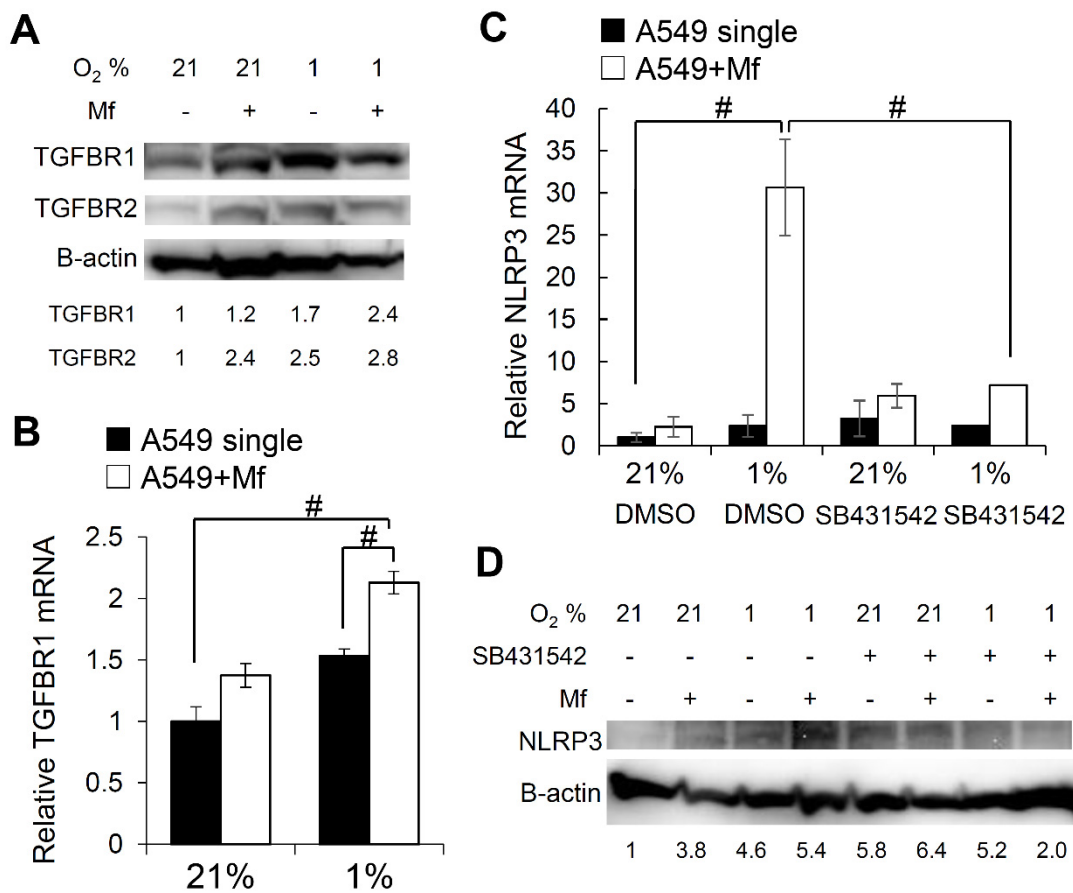 A
O₂ % 21 21 1 1
Mf - + - +
TGFBR1
TGFBR2
B-actin
TGFBR1 1 1.2 1.7 2.4
TGFBR2 1 2.4 2.5 2.8
B
A549 single
A549+Mf
Relative TGFBR1 mRNA
2.5
2
1.5
1
0.5
0
#
#
21% 1%
C
A549 single
A549+Mf
Relative NLRP3 mRNA
40
35
30
25
20
15
10
5
0
# #
21% 1% 21% 1%
DMSO DMSO SB431542 SB431542
D
O₂ % 21 21 1 1 21 21 1 1
SB431542 - - - - + + + +
Mf - + - + - + - +
NLRP3
B-actin
1 3.8 4.6 5.4 5.8 6.4 5.2 2.0